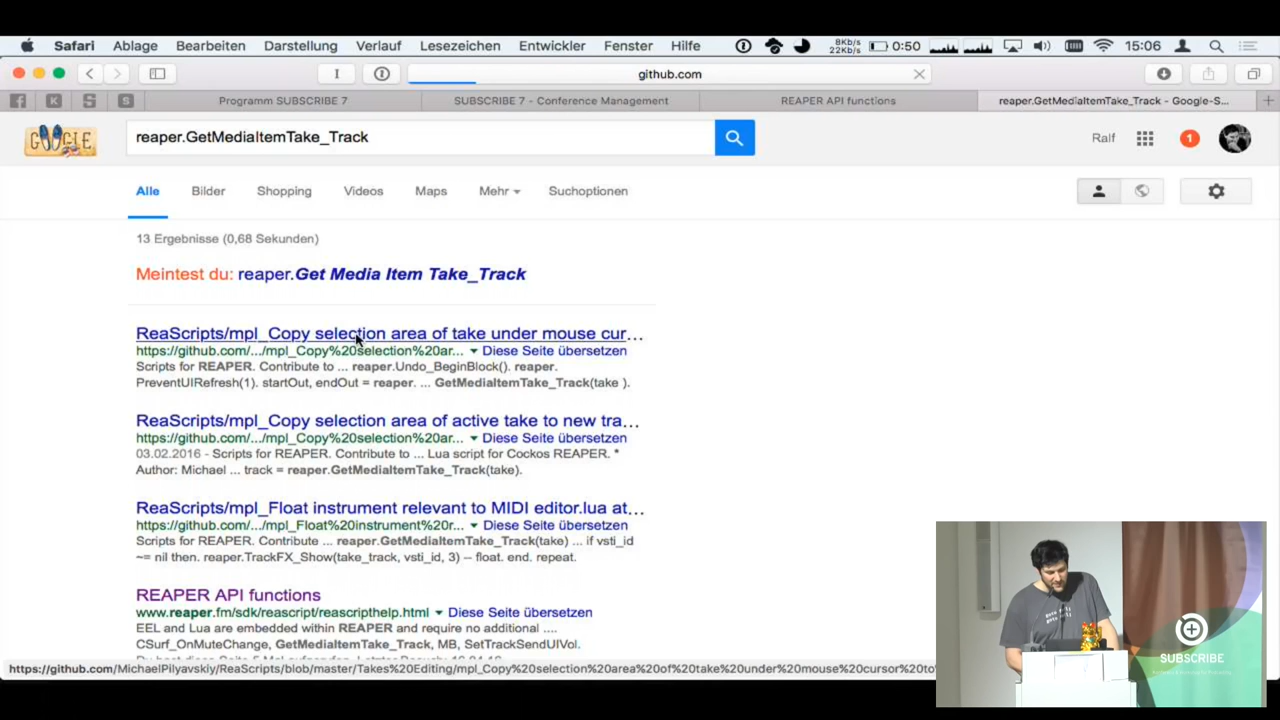 Safari Ablage Bearbeiten Darstellung Verlauf Lesezeichen Entwickler Fenster Hilfe 8Kb/s 22Kb/s 0:50 15:06
github.com
Programm SUBSCRIBE 7 SUBSCRIBE 7 - Conference Management REAPER API functions reaper.GetMediaItemTake_Track - Google-S...
GOOGLE reaper.GetMediaItemTake_Track Ralf 1
Alle Bilder Shopping Videos Maps Mehr Suchoptionen
13 Ergebnisse (0,68 Sekunden)
Meintest du: reaper.Get Media Item Take_Track
ReaScripts/mpl_Copy selection area of take under mouse cur...
https://github.com/.../mpl_Copy%20selection%20ar... Diese Seite übersetzen
Scripts for REAPER. Contribute to ... reaper.Undo_BeginBlock(). reaper.
PreventUIRefresh(1). startOut, endOut = reaper. ... GetMediaItemTake_Track(take ).
ReaScripts/mpl_Copy selection area of active take to new tra...
https://github.com/.../mpl_Copy%20selection%20ar... Diese Seite übersetzen
03.02.2016 - Scripts for REAPER. Contribute to ... Lua script for Cockos REAPER. *
Author: Michael ... track = reaper.GetMediaItemTake_Track(take).
ReaScripts/mpl_Float instrument relevant to MIDI editor.lua at...
https://github.com/.../mpl_Float%20instrument%20r... Diese Seite übersetzen
Scripts for REAPER. Contribute ... reaper.GetMediaItemTake_Track(take) ... if vsti_id
~= nil then. reaper.TrackFX_Show(take_track, vsti_id, 3) -- float. end. repeat.
REAPER API functions
www.reaper.fm/sdk/reascript/reascripthelp.html Diese Seite übersetzen
EEL and Lua are embedded within REAPER and require no additional ....
CSurf_OnMuteChange, GetMediaItemTake_Track, MB, SetTrackSendUIVol.
https://github.com/MichaelPilyavskiy/ReaScripts/blob/master/Takes%20Editing/mpl_Copy%20selection%20area%20of%20take%20under%20mouse%20cursor%20to
SUBSCRIBE